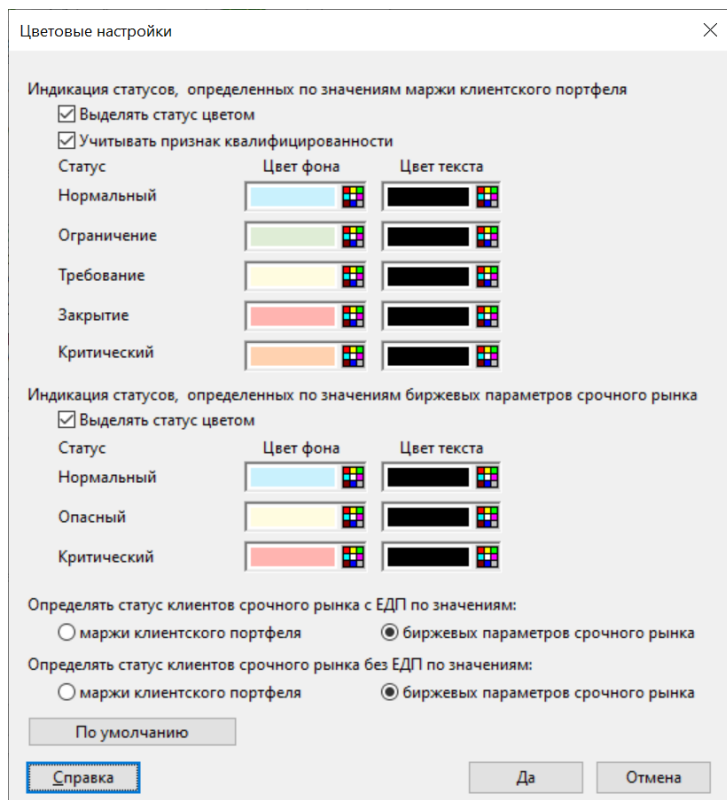 Цветовые настройки
Индикация статусов, определенных по значениям маржи клиентского портфеля
Выделять статус цветом
Учитывать признак квалифицированности
Статус Цвет фона Цвет текста
Нормальный
Ограничение
Требование
Закрытие
Критический
Индикация статусов, определенных по значениям биржевых параметров срочного рынка
Выделять статус цветом
Статус Цвет фона Цвет текста
Нормальный
Опасный
Критический
Определять статус клиентов срочного рынка с ЕДП по значениям:
маржи клиентского портфеля биржевых параметров срочного рынка
Определять статус клиентов срочного рынка без ЕДП по значениям:
маржи клиентского портфеля биржевых параметров срочного рынка
По умолчанию
Справка Да Отмена